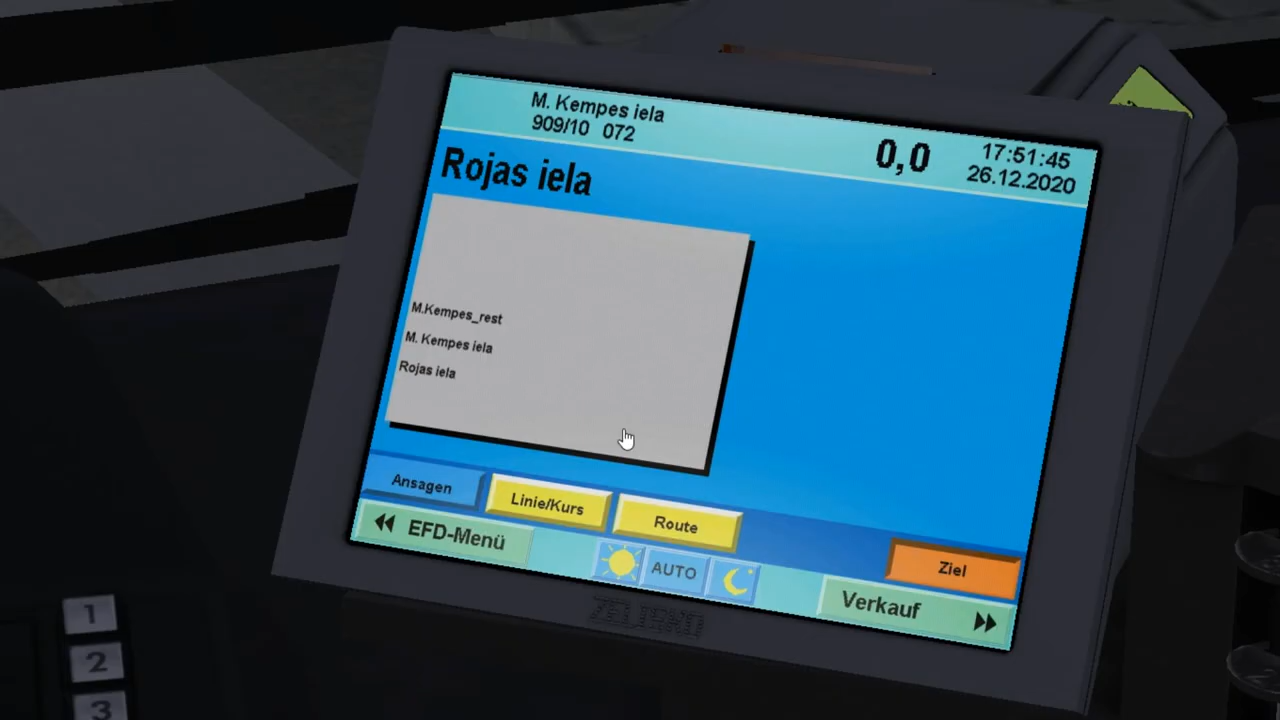 M. Kempes iela
909/10 072
0,0
17:51:45
26.12.2020
Rojas iela
M.Kempes_rest
M. Kempes iela
Rojas iela
Ansagen
Linie/Kurs
Route
Ziel
EFD-Menü
AUTO
Verkauf
1
2
3